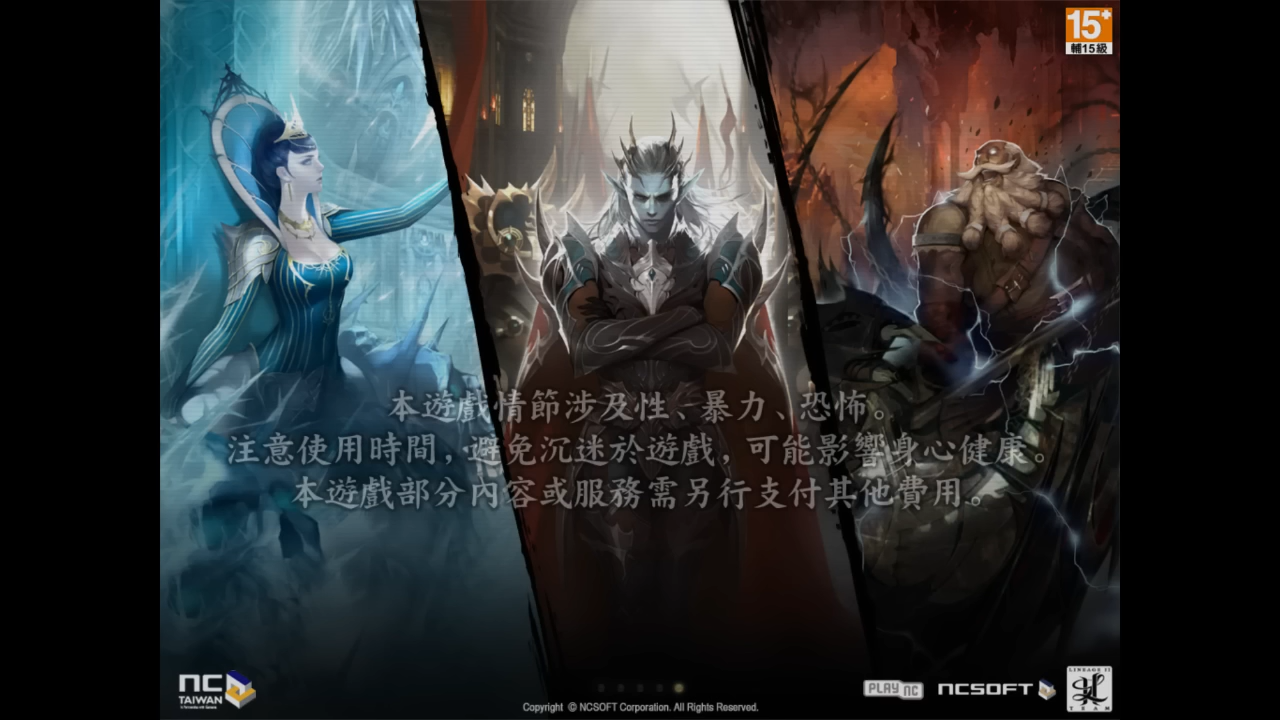 15+
輔15級
本遊戲情節涉及性、暴力、恐怖。
注意使用時間，避免沉迷於遊戲，可能影響身心健康。
本遊戲部分內容或服務需另行支付其他費用。
nc
TAIWAN
PLAY nc
NCSOFT
LINEAGE II
TEAM
Copyright © NCSOFT Corporation. All Rights Reserved.